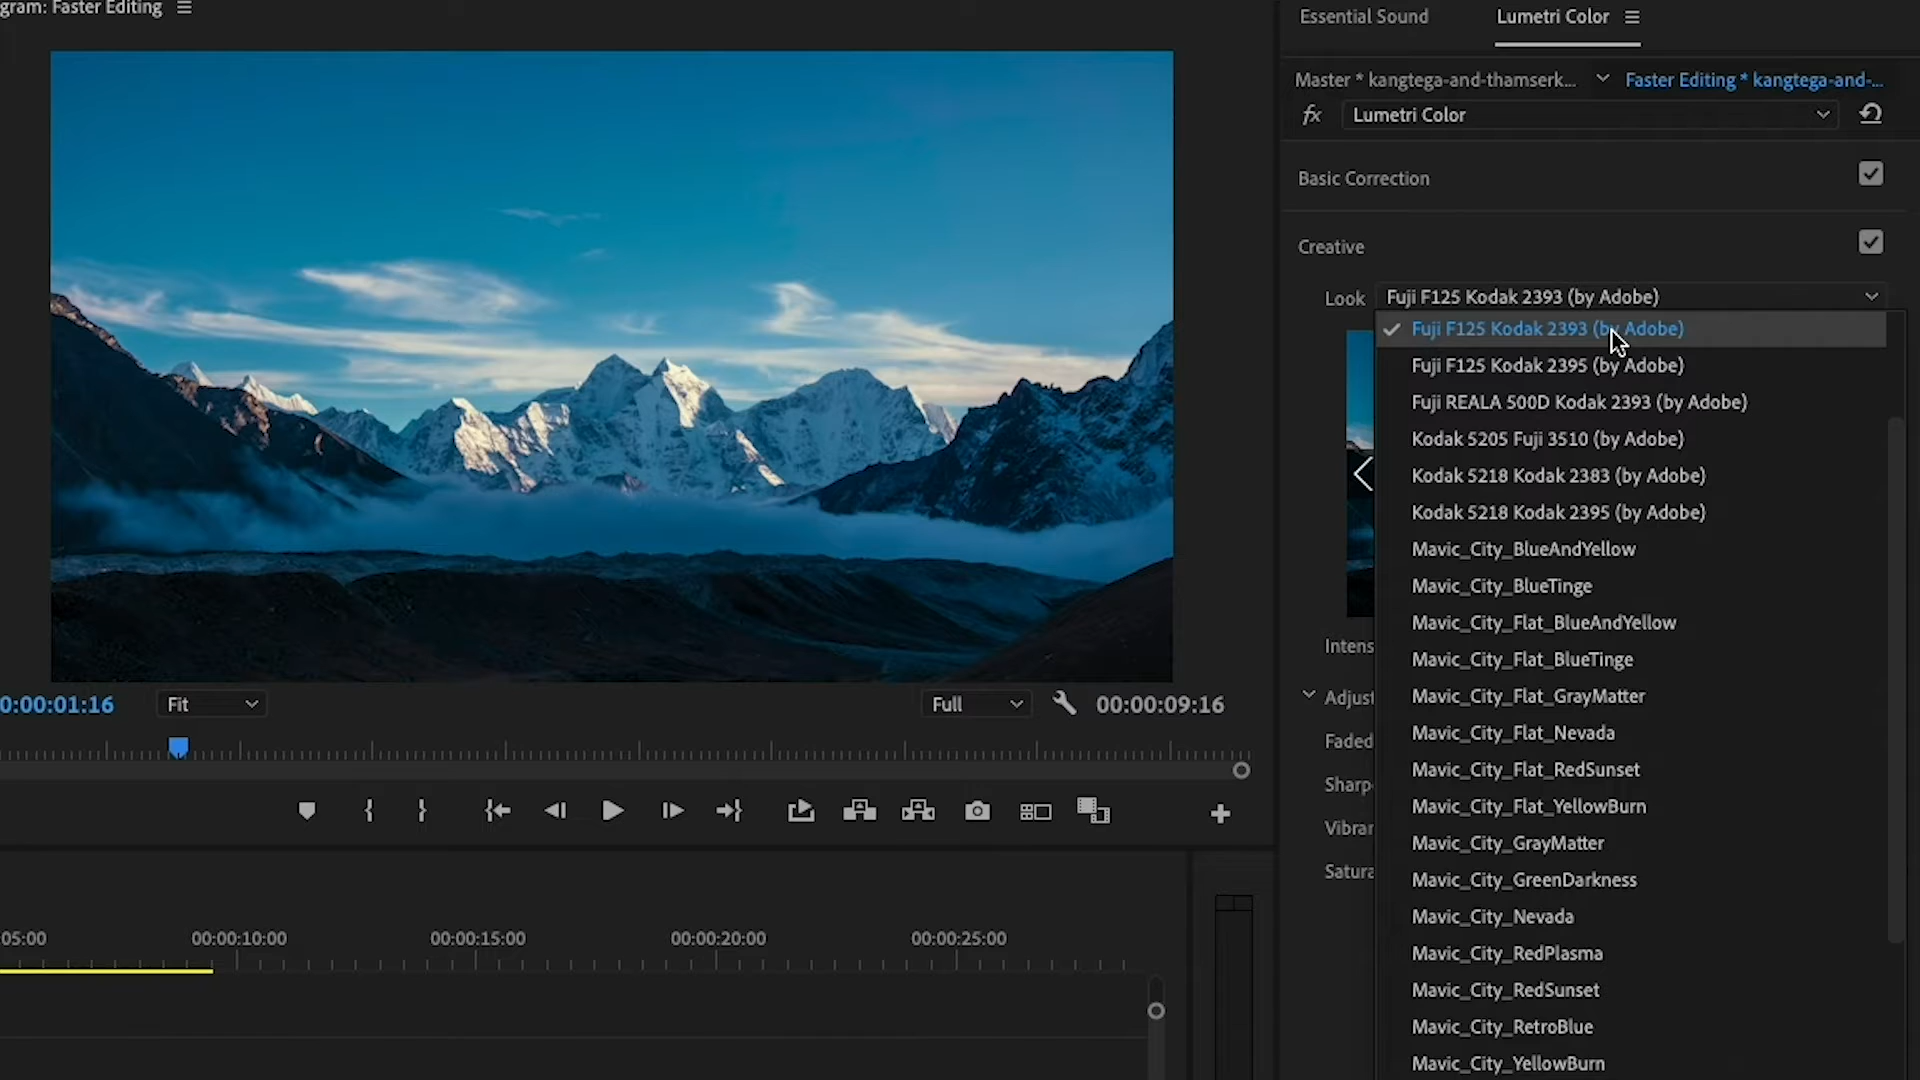 gram: Faster Editing
Essential Sound
Lumetri Color
Master * kangtega-and-thamserk...
Faster Editing * kangtega-and-...
fx
Lumetri Color
Basic Correction
Creative
Look
Fuji F125 Kodak 2393 (by Adobe)
Fuji F125 Kodak 2393 (by Adobe)
Fuji F125 Kodak 2395 (by Adobe)
Fuji REALA 500D Kodak 2393 (by Adobe)
Kodak 5205 Fuji 3510 (by Adobe)
Kodak 5218 Kodak 2383 (by Adobe)
Kodak 5218 Kodak 2395 (by Adobe)
Mavic_City_BlueAndYellow
Mavic_City_BlueTinge
Mavic_City_Flat_BlueAndYellow
Mavic_City_Flat_BlueTinge
Mavic_City_Flat_GrayMatter
Mavic_City_Flat_Nevada
Mavic_City_Flat_RedSunset
Mavic_City_Flat_YellowBurn
Mavic_City_GrayMatter
Mavic_City_GreenDarkness
Mavic_City_Nevada
Mavic_City_RedPlasma
Mavic_City_RedSunset
Mavic_City_RetroBlue
Mavic_City_YellowBurn
Intens
Adjust
Faded
Sharp
Vibrar
Satura
0:00:01:16
Fit
Full
00:00:09:16
:05:00
00:00:10:00
00:00:15:00
00:00:20:00
00:00:25:00